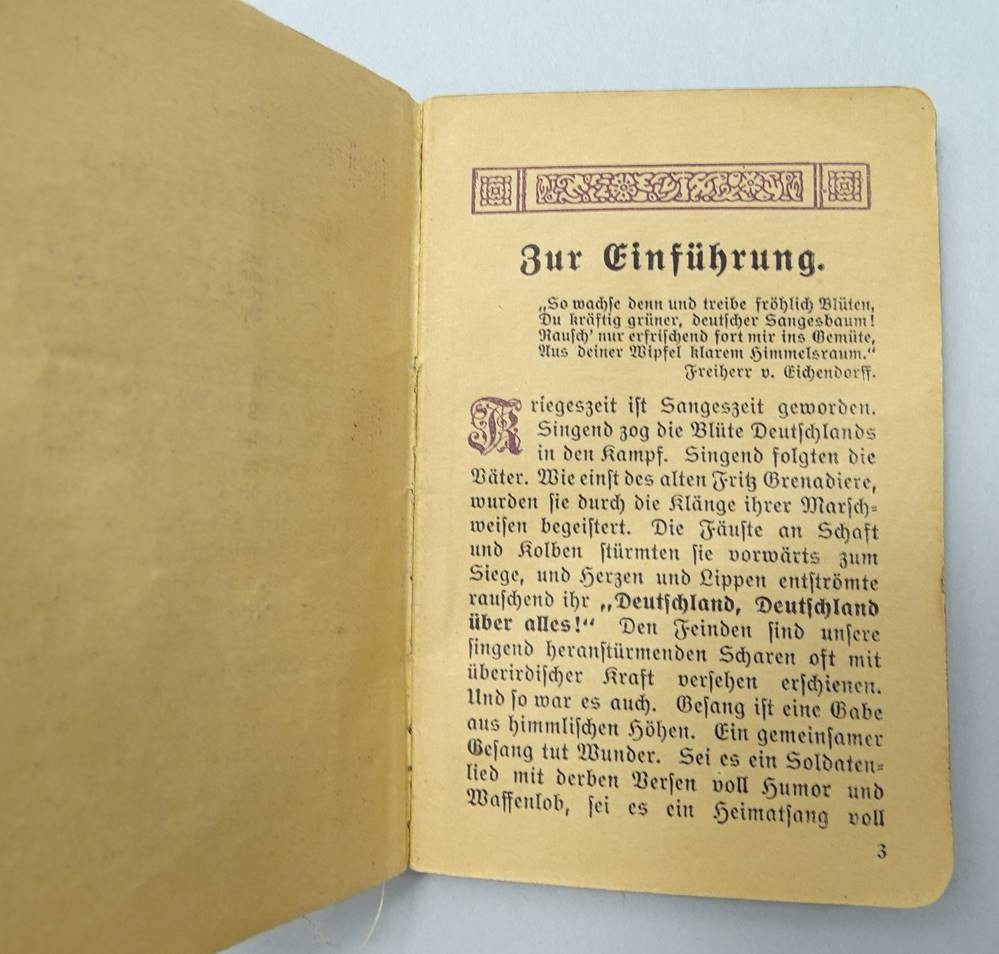 Zur Einführung.
„So wachse denn und treibe fröhlich Blüten,
Du kräftig grüner, deutscher Sangesbaum!
Rausch' nur erfrischend fort mir ins Gemüte,
Aus deiner Wipfel klarem Himmelsraum.“
Freiherr v. Eichendorff.
Kriegeszeit ist Sangeszeit geworden.
Singend zog die Blüte Deutschlands
in den Kampf. Singend folgten die
Väter. Wie einst des alten Fritz Grenadiere,
wurden sie durch die Klänge ihrer Marsch-
weisen begeistert. Die Fäuste an Schaft
und Kolben stürmten sie vorwärts zum
Siege, und Herzen und Lippen entströmte
rauschend ihr „Deutschland, Deutschland
über alles!“ Den Feinden sind unsere
singend heranstürmenden Scharen oft mit
überirdischer Kraft versehen erschienen.
Und so war es auch. Gesang ist eine Gabe
aus himmlischen Höhen. Ein gemeinsamer
Gesang tut Wunder. Sei es ein Soldaten-
lied mit derben Versen voll Humor und
Waffenlob, sei es ein Heimatsang voll
3